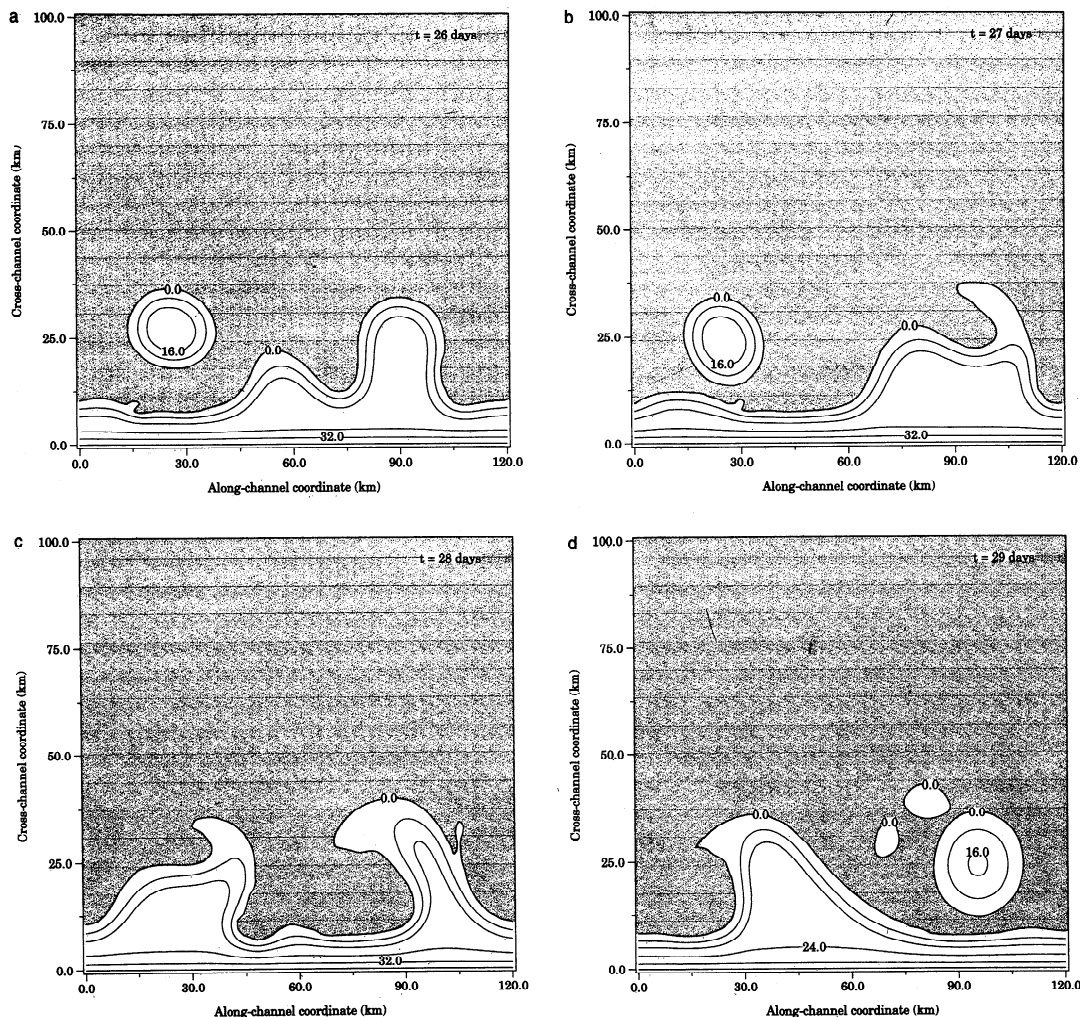 a
t = 26 days
100.0
75.0
50.0
25.0
0.0
Cross-channel coordinate (km)
0.0
16.0
0.0
32.0
0.0 30.0 60.0 90.0 120.0
Along-channel coordinate (km)
b
t = 27 days
100.0
75.0
50.0
25.0
0.0
Cross-channel coordinate (km)
0.0
16.0
0.0
32.0
0.0 30.0 60.0 90.0 120.0
Along-channel coordinate (km)
c
t = 28 days
100.0
75.0
50.0
25.0
0.0
Cross-channel coordinate (km)
0.0
32.0
0.0 30.0 60.0 90.0 120.0
Along-channel coordinate (km)
d
t = 29 days
100.0
75.0
50.0
25.0
0.0
Cross-channel coordinate (km)
0.0
0.0
0.0
0.0
16.0
24.0
0.0 30.0 60.0 90.0 120.0
Along-channel coordinate (km)